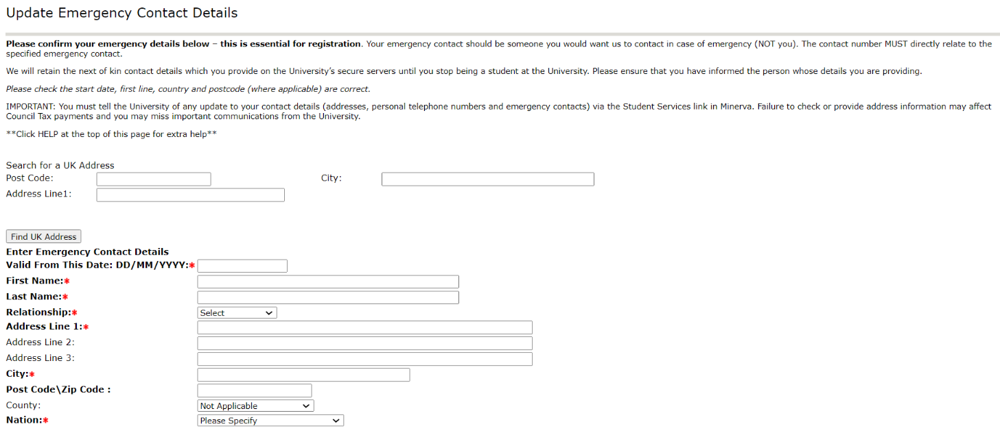 Update Emergency Contact Details
Please confirm your emergency details below – this is essential for registration. Your emergency contact should be someone you would want us to contact in case of emergency (NOT you). The contact number MUST directly relate to the
specified emergency contact.
We will retain the next of kin contact details which you provide on the University's secure servers until you stop being a student at the University. Please ensure that you have informed the person whose details you are providing.
Please check the start date, first line, country and postcode (where applicable) are correct.
IMPORTANT: You must tell the University of any update to your contact details (addresses, personal telephone numbers and emergency contacts) via the Student Services link in Minerva. Failure to check or provide address information may affect
Council Tax payments and you may miss important communications from the University.
**Click HELP at the top of this page for extra help**
Search for a UK Address
Post Code: City:
Address Line1:
Find UK Address
Enter Emergency Contact Details
Valid From This Date: DD/MM/YYYY:*
First Name:*
Last Name:*
Relationship:* Select
Address Line 1:*
Address Line 2:
Address Line 3:
City:*
Post Code\Zip Code :
County: Not Applicable
Nation:* Please Specify